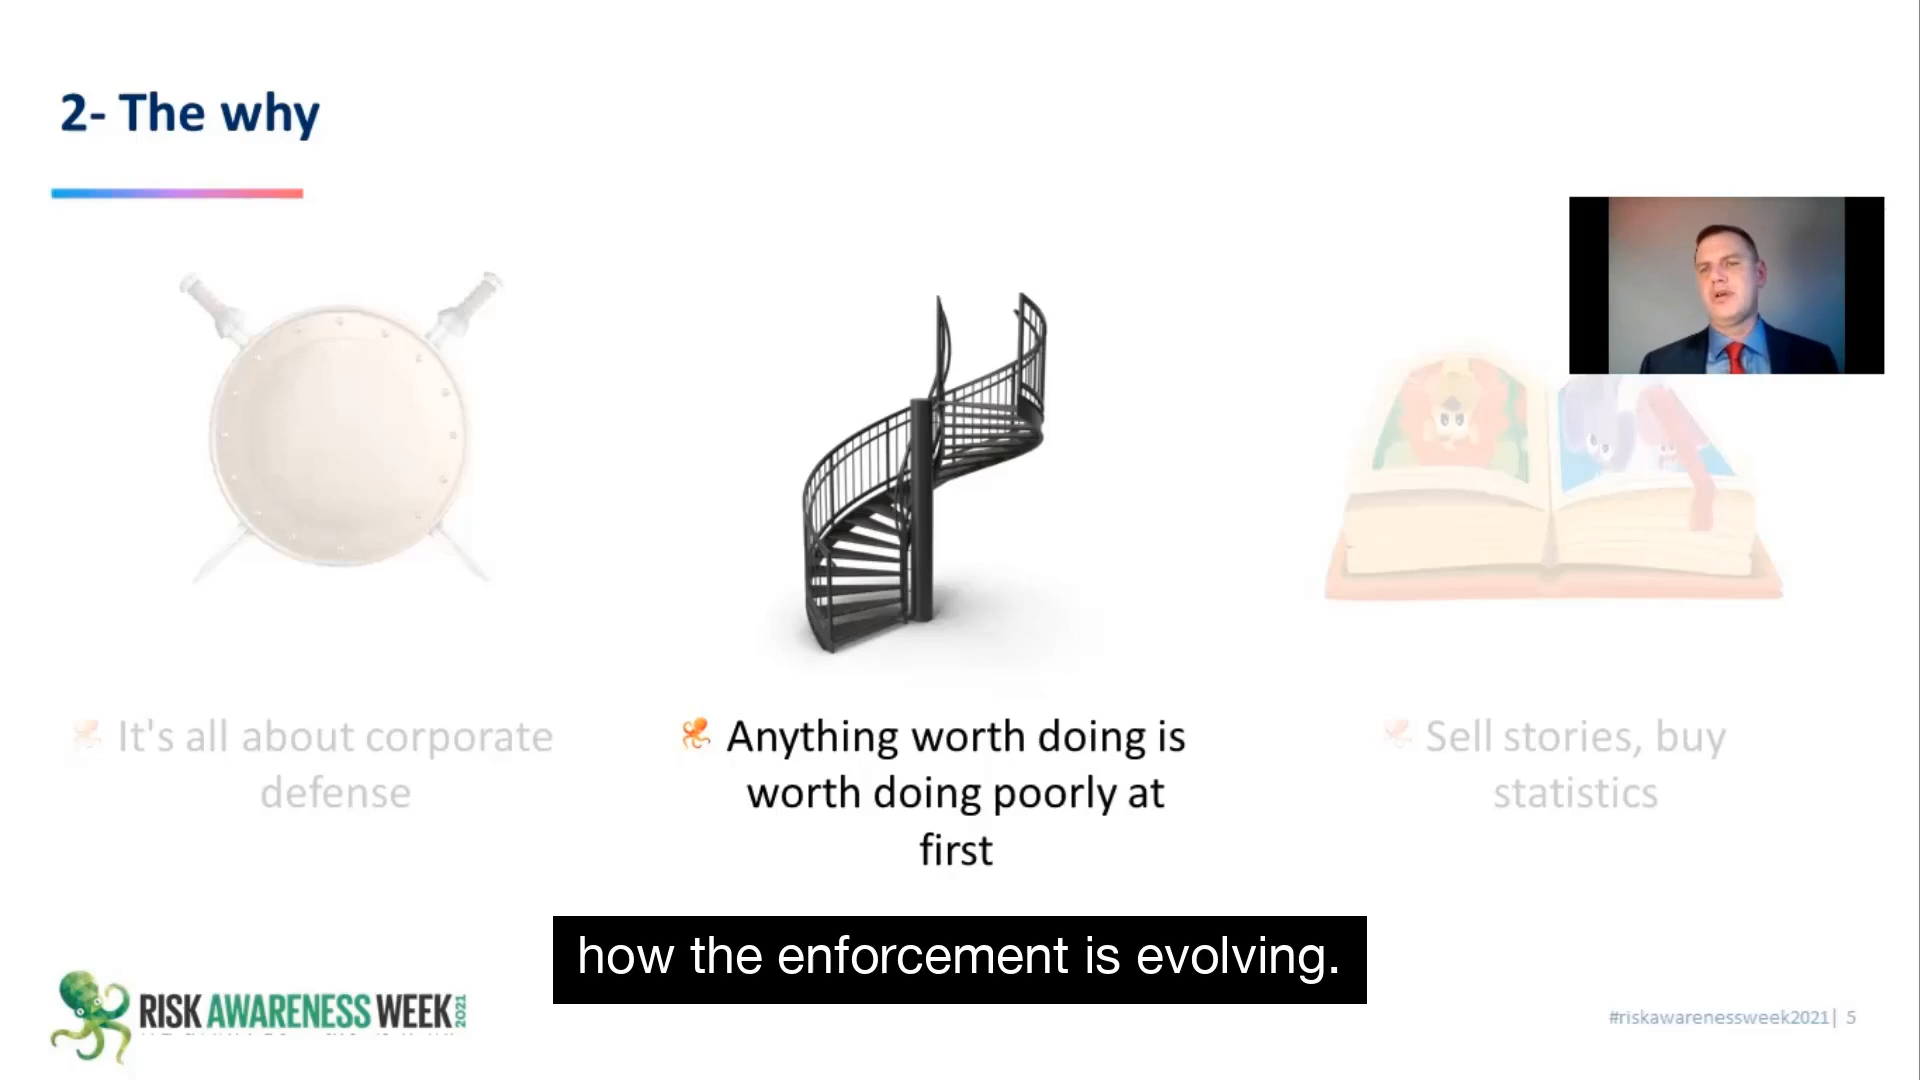 2- The why
It's all about corporate
defense
Anything worth doing is
worth doing poorly at
first
Sell stories, buy
statistics
how the enforcement is evolving.
RISK AWARENESS WEEK 2021
#riskawarenessweek2021| 5